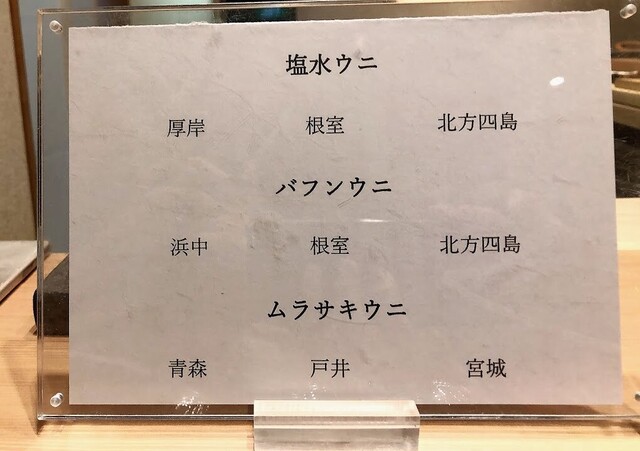 塩水ウニ
厚岸 根室 北方四島
バフンウニ
浜中 根室 北方四島
ムラサキウニ
青森 戸井 宮城